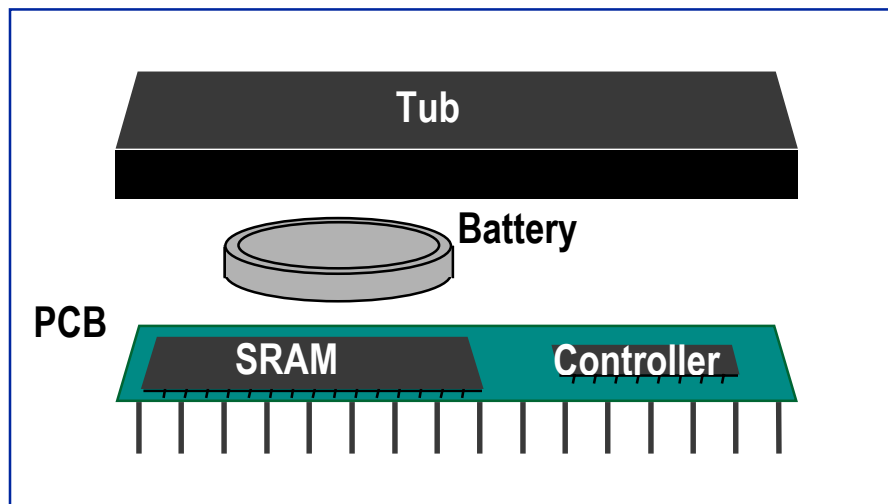 Tub
Battery
PCB
SRAM
Controller